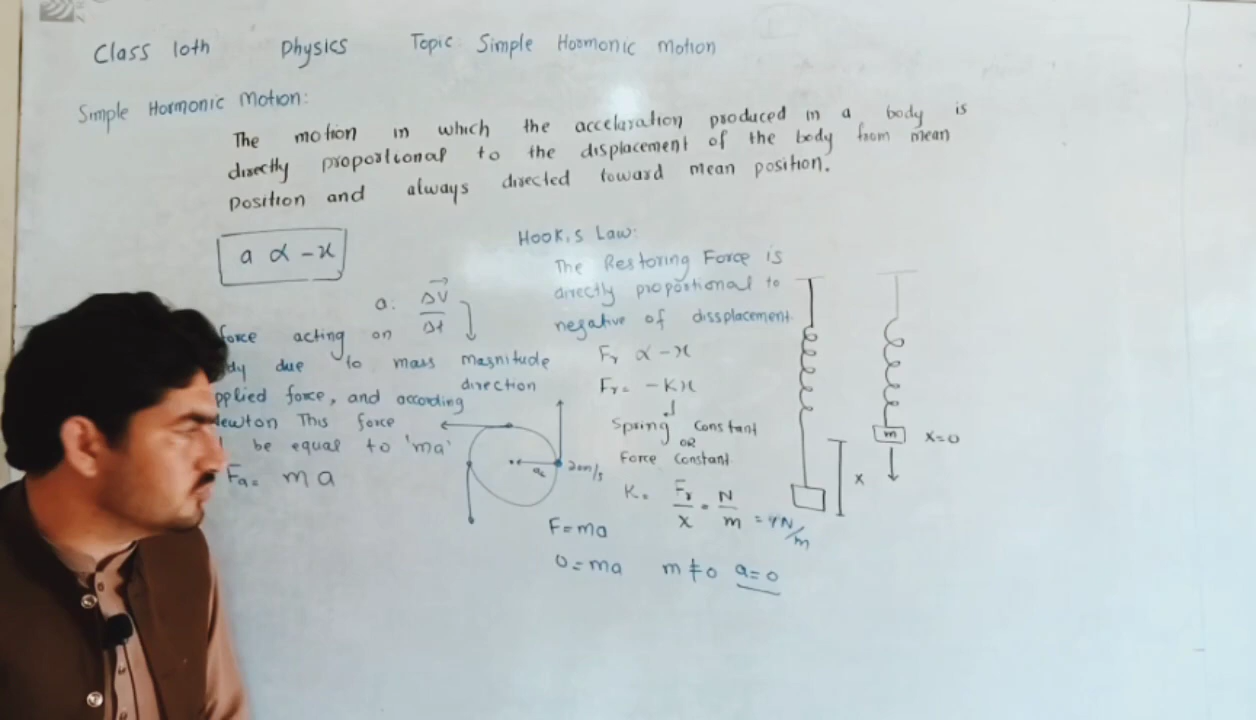 Class 10th Physics Topic: Simple Hormonic Motion
Simple Hormonic Motion:
The motion in which the accelaration produced in a body is
directly proportional to the displacement of the body from mean
position and always directed toward mean position.
a ∝ -x
a: ΔV/Δt
Hook,s Law:
The Restoring Force is
directly proportional to
negative of dissplacement
Fr ∝ -x
Fr = -Kx
Spring Constant
OR
Force Constant
K = Fr/x = N/m = 4N/m
force acting on
due to mass magnitude
direction
force, and according
This force
be equal to 'ma'
Fa = ma
ac
20m/s
F=ma
0=ma m≠0 a=0
x
m
x=0